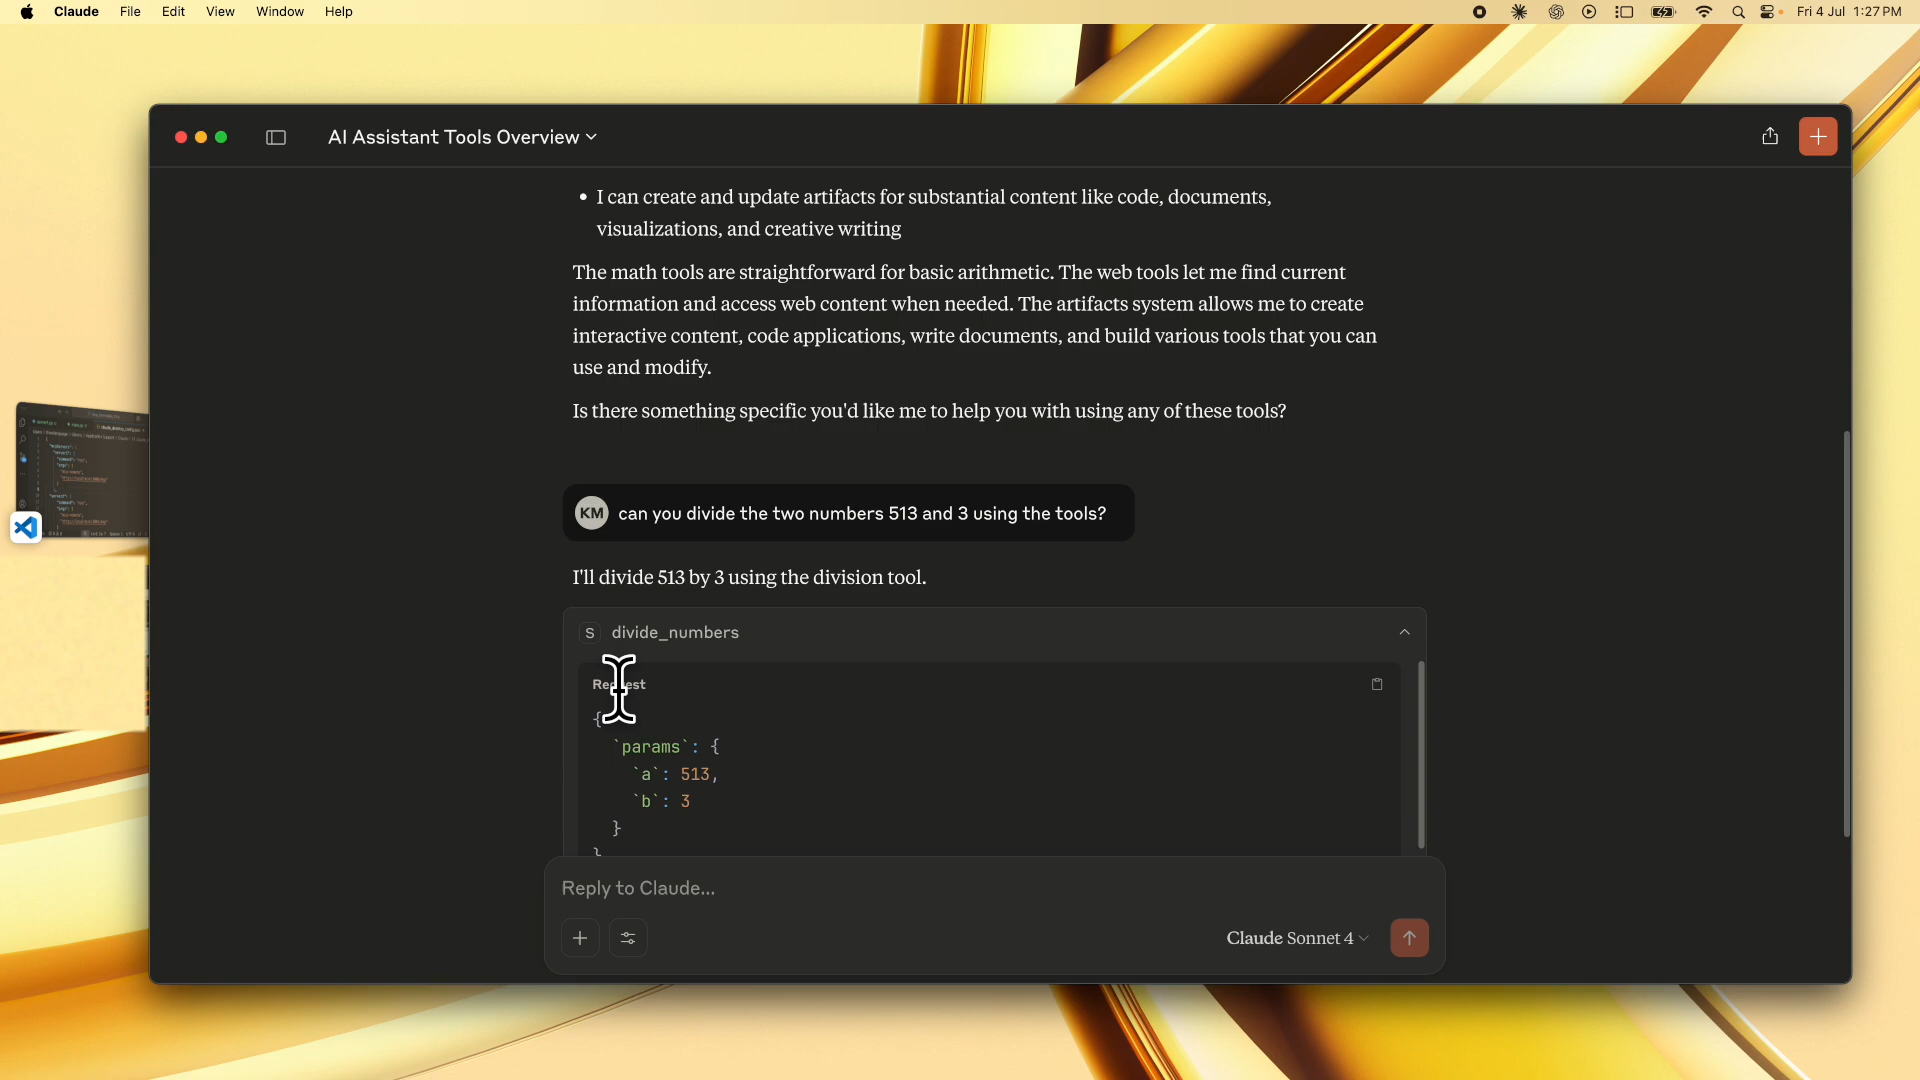 Claude File Edit View Window Help
Fri 4 Jul 1:27 PM
AI Assistant Tools Overview
• I can create and update artifacts for substantial content like code, documents,
visualizations, and creative writing
The math tools are straightforward for basic arithmetic. The web tools let me find current
information and access web content when needed. The artifacts system allows me to create
interactive content, code applications, write documents, and build various tools that you can
use and modify.
Is there something specific you'd like me to help you with using any of these tools?
KM can you divide the two numbers 513 and 3 using the tools?
I'll divide 513 by 3 using the division tool.
S divide_numbers
Request
{
`params`: {
`a`: 513,
`b`: 3
}
}
Reply to Claude...
Claude Sonnet 4